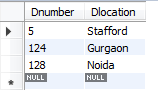 Dnumber Dlocation
5 Stafford
124 Gurgaon
128 Noida
NULL NULL